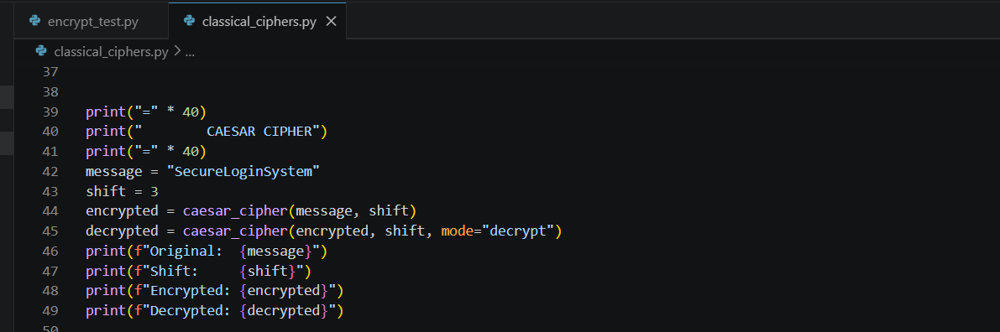 encrypt_test.py classical_ciphers.py
classical_ciphers.py > ...
37
38
39 print("=" * 40)
40 print("        CAESAR CIPHER")
41 print("=" * 40)
42 message = "SecureLoginSystem"
43 shift = 3
44 encrypted = caesar_cipher(message, shift)
45 decrypted = caesar_cipher(encrypted, shift, mode="decrypt")
46 print(f"Original:  {message}")
47 print(f"Shift:     {shift}")
48 print(f"Encrypted: {encrypted}")
49 print(f"Decrypted: {decrypted}")
50